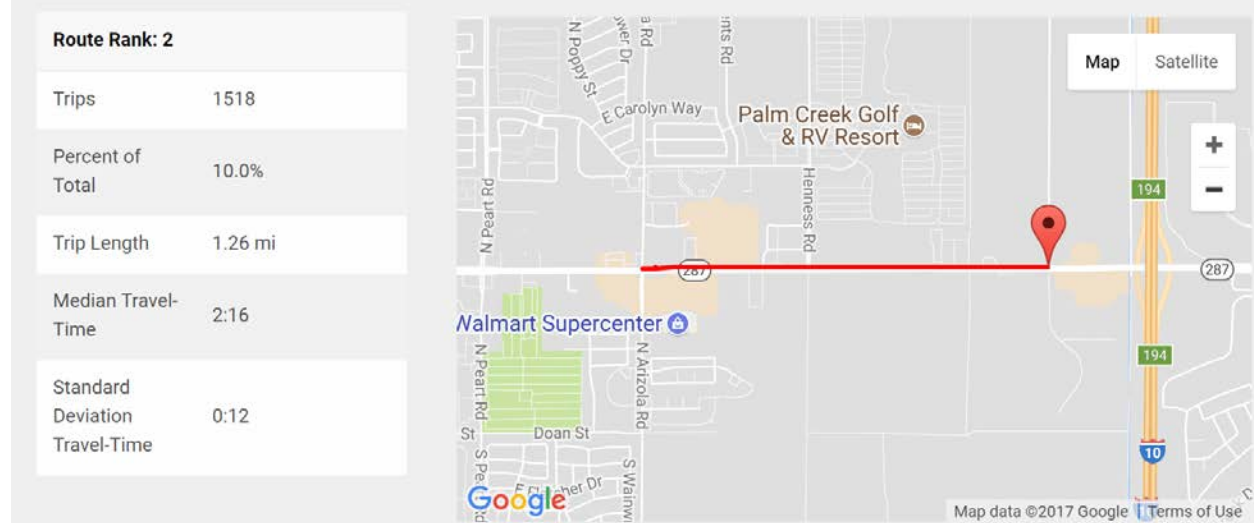 Route Rank: 2
Trips 1518
Percent of
Total 10.0%
Trip Length 1.26 mi
Median Travel-
Time 2:16
Standard
Deviation 0:12
Travel-Time
N Poppy St
Map Satellite
E Carolyn Way
Palm Creek Golf
& RV Resort
+
−
N Peart Rd
Henness Rd
194
287
287
Walmart Supercenter
N Peart Rd
N Arizola Rd
194
St
Doan St
10
Google
Map data ©2017 Google
Terms of Use